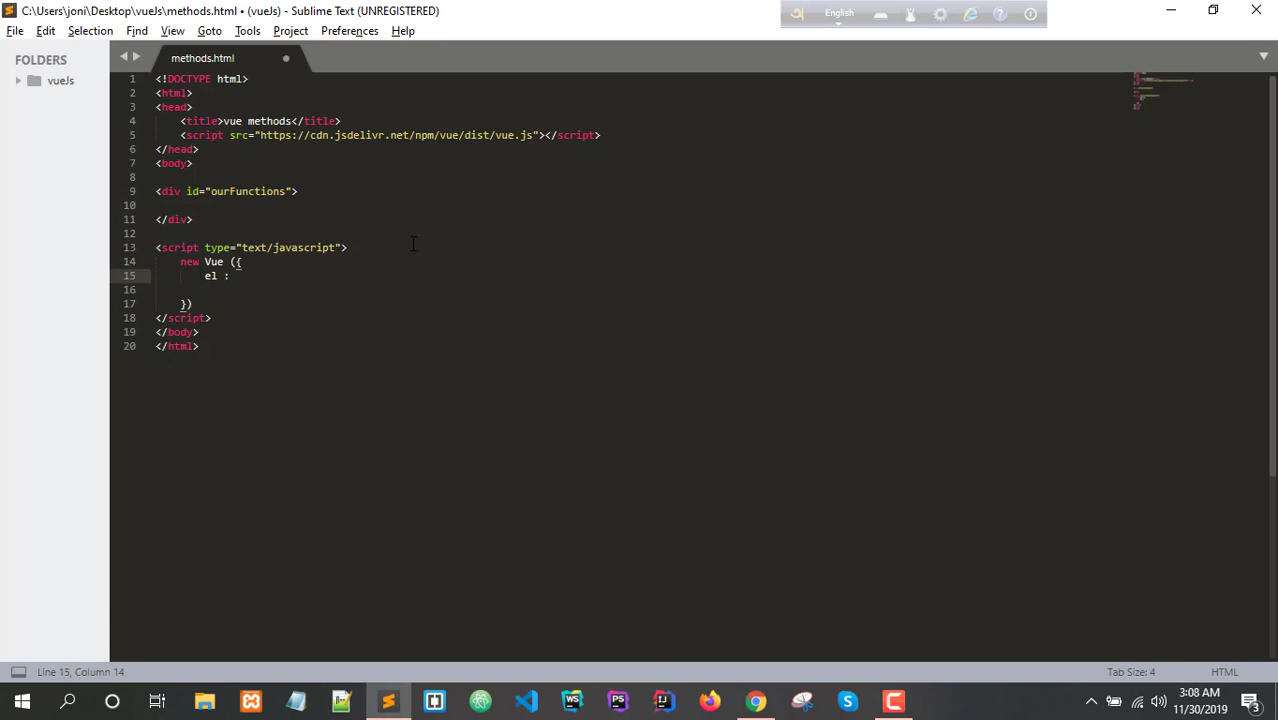 C:\Users\joni\Desktop\vueJs\methods.html • (vueJs) - Sublime Text (UNREGISTERED)
অ English
File Edit Selection Find View Goto Tools Project Preferences Help
FOLDERS
vueJs
methods.html
1 <!DOCTYPE html>
2 <html>
3 <head>
4 <title>vue methods</title>
5 <script src="https://cdn.jsdelivr.net/npm/vue/dist/vue.js"></script>
6 </head>
7 <body>
8
9 <div id="ourFunctions">
10
11 </div>
12
13 <script type="text/javascript">
14 new Vue ({
15 el :
16
17 })
18 </script>
19 </body>
20 </html>
Line 15, Column 14
Tab Size: 4
HTML
WS PS IJ
3:08 AM
11/30/2019
3